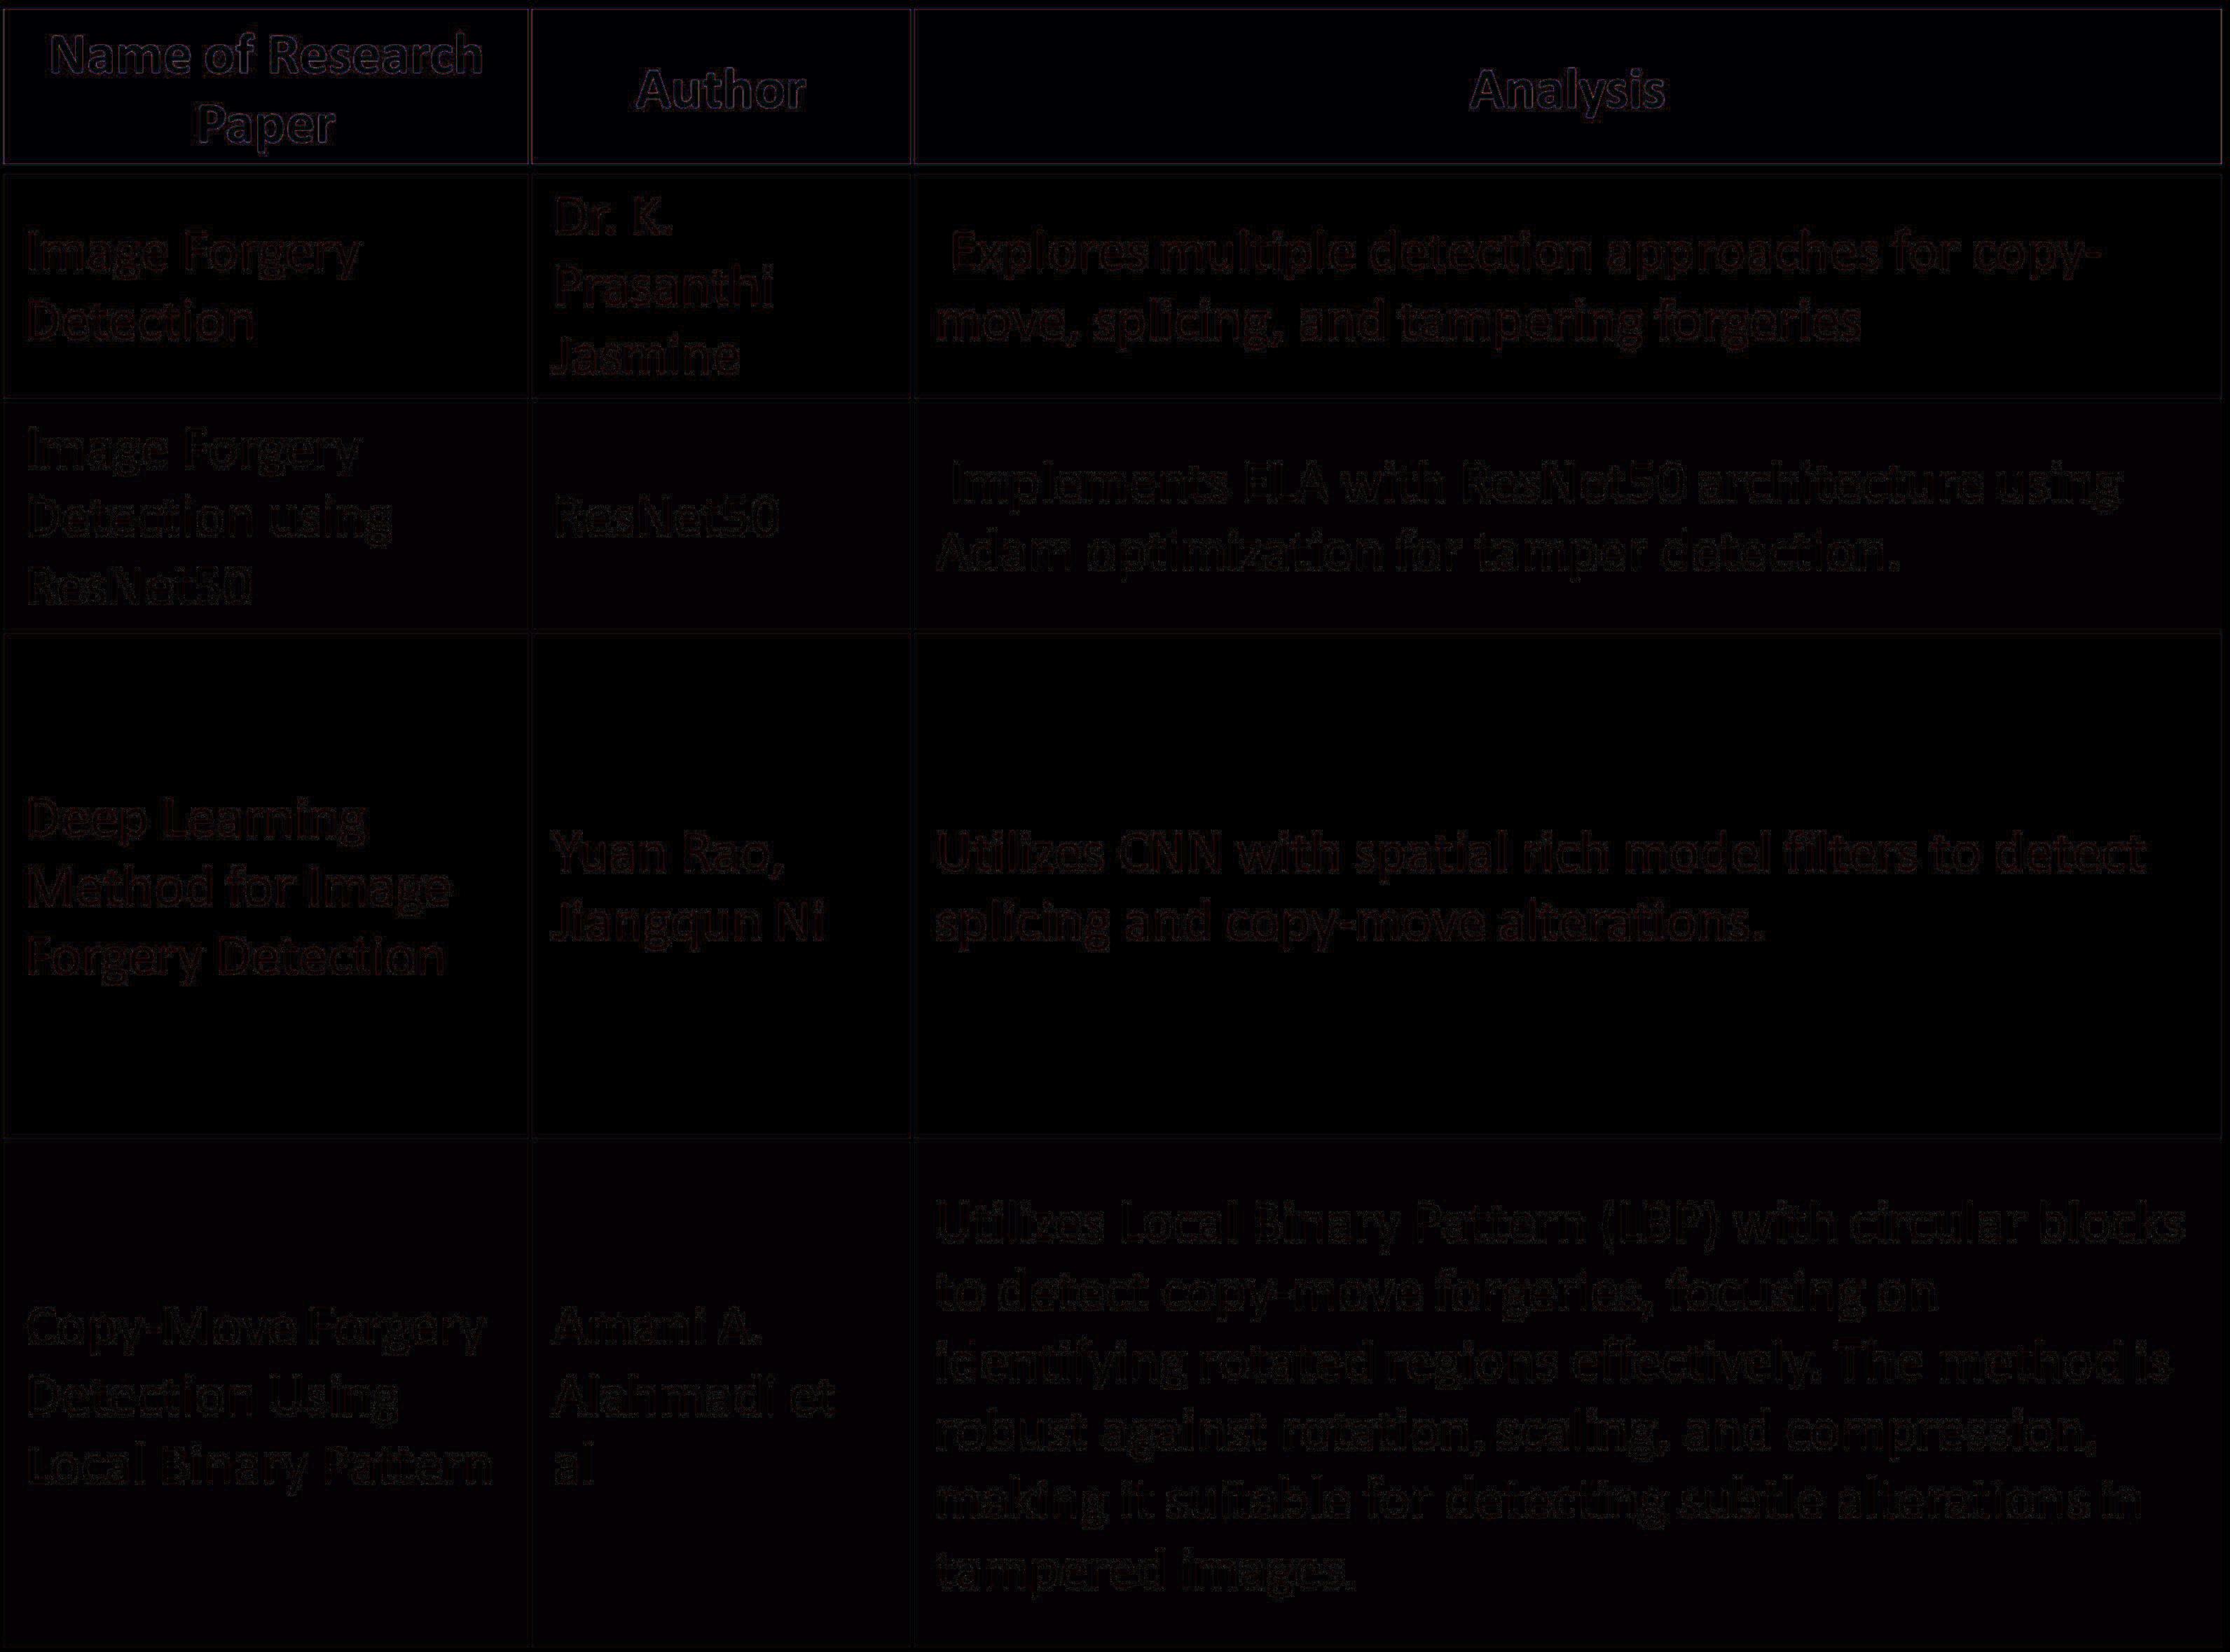 Name of Research
Paper
Author
Analysis
Image Forgery
Detection
Dr. K.
Prasanthi
Jasmine
Explores multiple detection approaches for copy-
move, splicing, and tampering forgeries
Image Forgery
Detection using
ResNet50
ResNet50
Implements ELA with ResNet50 architecture using
Adam optimization for tamper detection.
Deep Learning
Method for Image
Forgery Detection
Yuan Rao,
Jiangqun Ni
Utilizes CNN with spatial rich model filters to detect
splicing and copy-move alterations.
Copy-Move Forgery
Detection Using
Local Binary Pattern
Amani A.
Alahmadi et
al
Utilizes Local Binary Pattern (LBP) with circular blocks
to detect copy-move forgeries, focusing on
identifying rotated regions effectively. The method is
robust against rotation, scaling, and compression,
making it suitable for detecting subtle alterations in
tampered images.